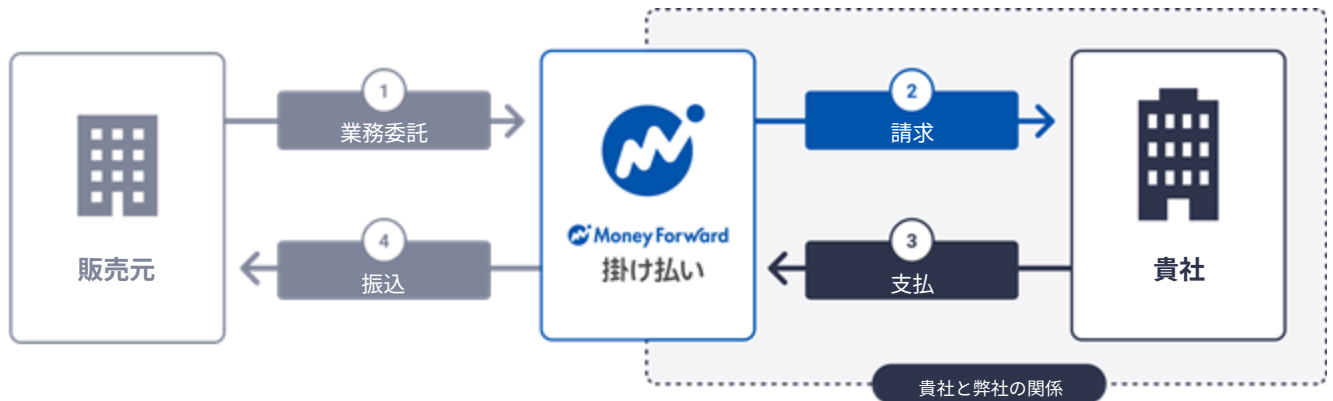 1
業務委託
2
請求
Money Forward
掛け払い
販売元
4
振込
3
支払
貴社
貴社と弊社の関係